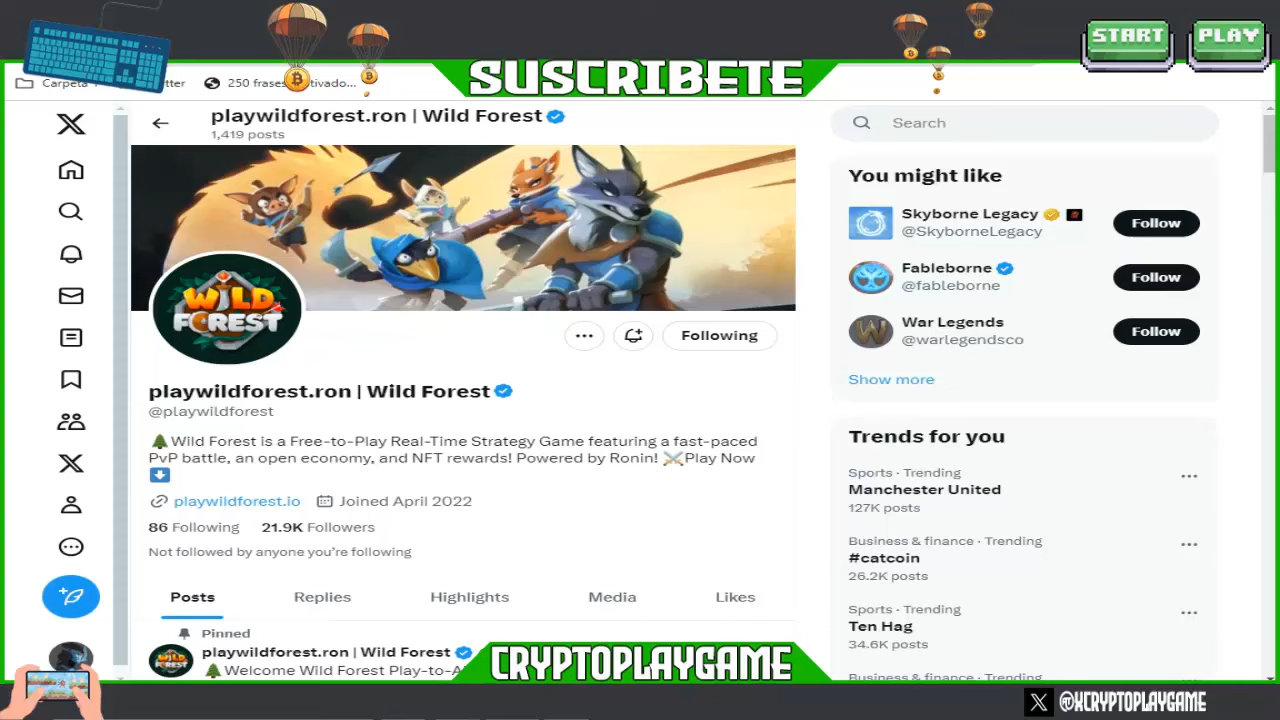 START PLAY
SUSCRIBETE
Carpeta
250 frases
playwildforest.ron | Wild Forest
1,419 posts
Search
You might like
Skyborne Legacy
@SkyborneLegacy
Follow
Fableborne
@fableborne
Follow
War Legends
@warlegendsco
Follow
Show more
WILD
FOREST
Following
playwildforest.ron | Wild Forest
@playwildforest
🌲Wild Forest is a Free-to-Play Real-Time Strategy Game featuring a fast-paced
PvP battle, an open economy, and NFT rewards! Powered by Ronin! ⚔️Play Now
⬇️
playwildforest.io Joined April 2022
86 Following 21.9K Followers
Not followed by anyone you're following
Posts Replies Highlights Media Likes
Pinned
playwildforest.ron | Wild Forest
🌲Welcome Wild Forest
WILD
FOREST
Trends for you
Sports · Trending
Manchester United
127K posts
Business & finance · Trending
#catcoin
26.2K posts
Sports · Trending
Ten Hag
34.6K posts
Business & finance · Trending
CRYPTOPLAYGAME
@XCRYPTOPLAYGAME